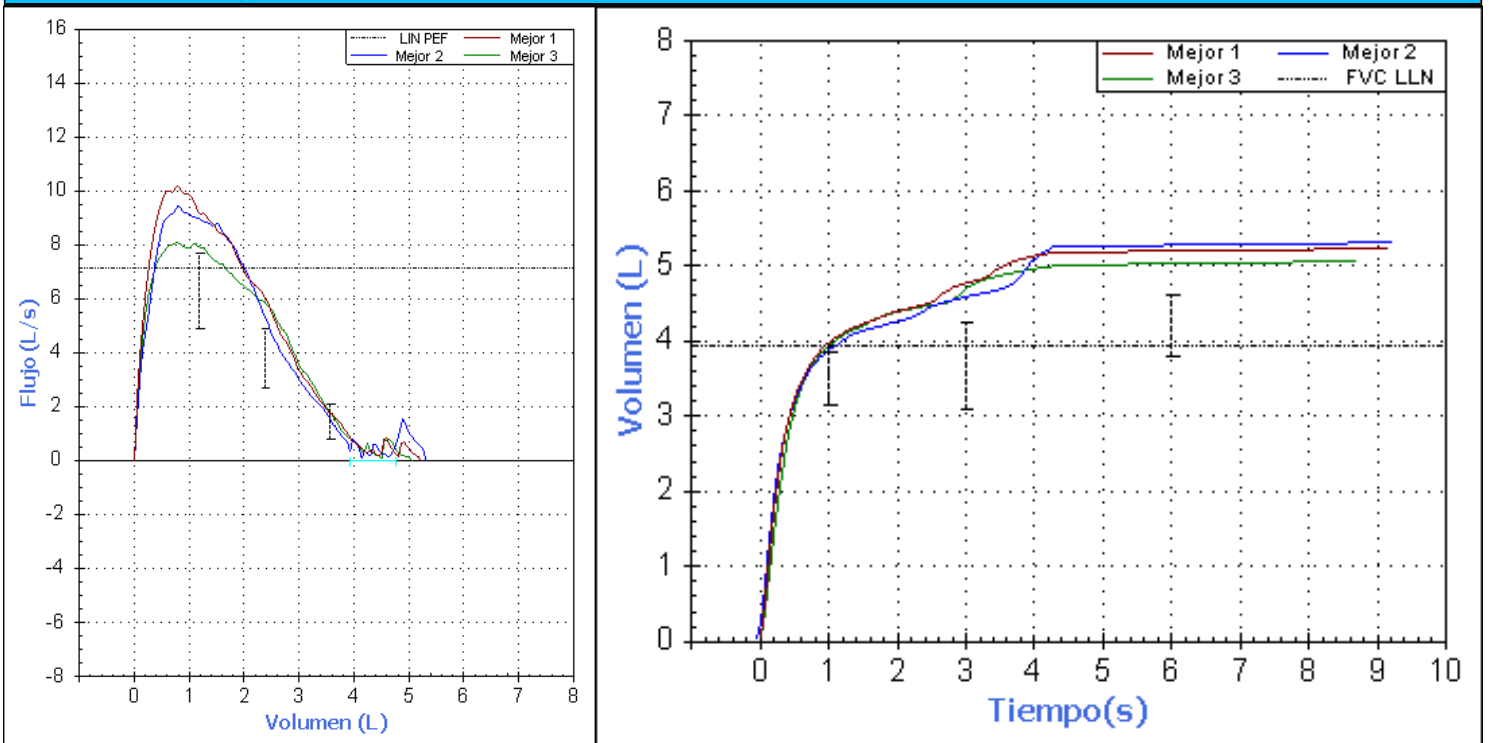 LIN PEF Mejor 1
Mejor 2 Mejor 3
16
14
12
10
8
6
4
2
0
-2
-4
-6
-8
Flujo (L/s)
0 1 2 3 4 5 6 7 8
Volumen (L)
Mejor 1 Mejor 2
Mejor 3 FVC LLN
8
7
6
5
4
3
2
1
0
Volumen (L)
0 1 2 3 4 5 6 7 8 9 10
Tiempo(s)